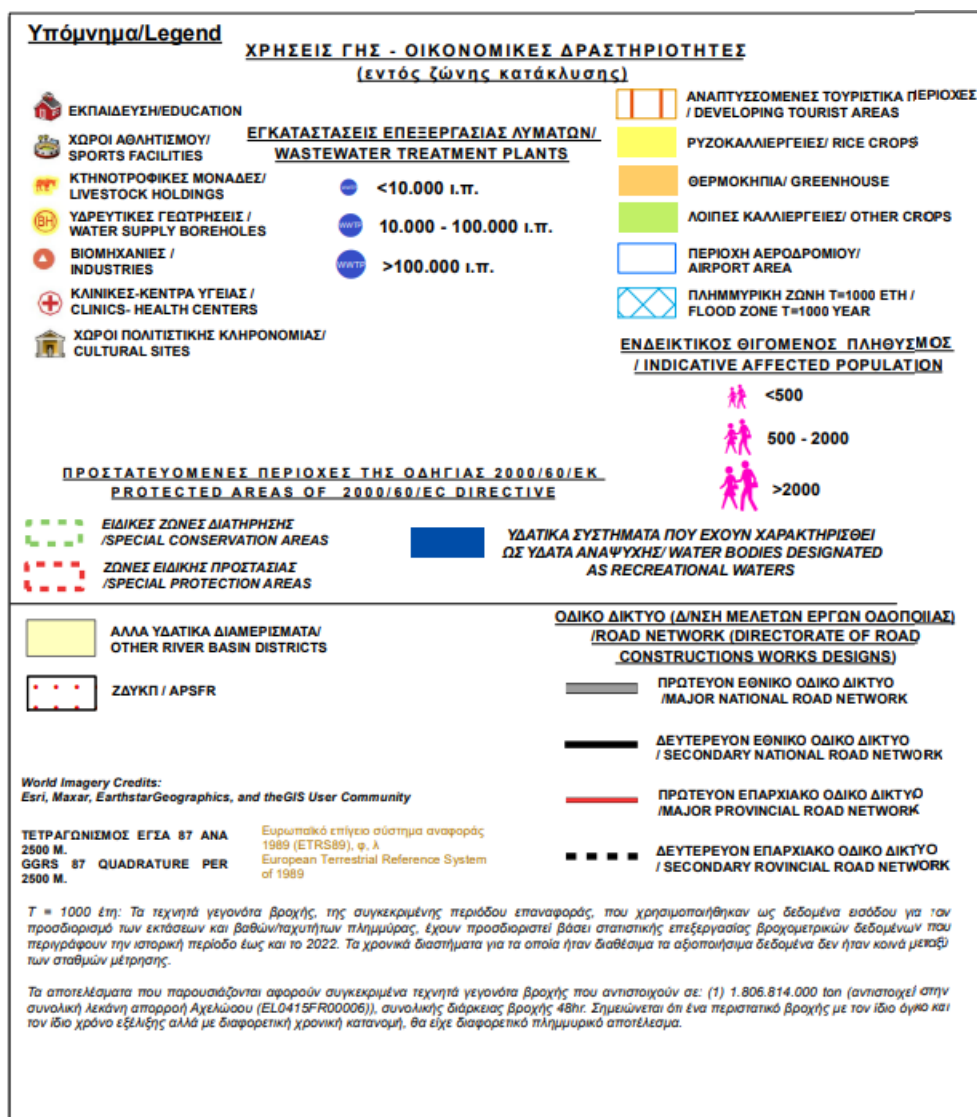 Υπόμνημα/Legend
ΧΡΗΣΕΙΣ ΓΗΣ - ΟΙΚΟΝΟΜΙΚΕΣ ΔΡΑΣΤΗΡΙΟΤΗΤΕΣ
(εντός ζώνης κατάκλυσης)
ΕΚΠΑΙΔΕΥΣΗ/EDUCATION
ΧΩΡΟΙ ΑΘΛΗΤΙΣΜΟΥ/
SPORTS FACILITIES
ΚΤΗΝΟΤΡΟΦΙΚΕΣ ΜΟΝΑΔΕΣ/
LIVESTOCK HOLDINGS
BH
ΥΔΡΕΥΤΙΚΕΣ ΓΕΩΤΡΗΣΕΙΣ /
WATER SUPPLY BOREHOLES
ΒΙΟΜΗΧΑΝΙΕΣ /
INDUSTRIES
ΚΛΙΝΙΚΕΣ-ΚΕΝΤΡΑ ΥΓΕΙΑΣ /
CLINICS- HEALTH CENTERS
ΧΩΡΟΙ ΠΟΛΙΤΙΣΤΙΚΗΣ ΚΛΗΡΟΝΟΜΙΑΣ/
CULTURAL SITES
ΕΓΚΑΤΑΣΤΑΣΕΙΣ ΕΠΕΞΕΡΓΑΣΙΑΣ ΛΥΜΑΤΩΝ/
WASTEWATER TREATMENT PLANTS
WWTP <10.000 ι.π.
WWTP 10.000 - 100.000 ι.π.
WWTP >100.000 ι.π.
ΑΝΑΠΤΥΣΣΟΜΕΝΕΣ ΤΟΥΡΙΣΤΙΚΑ ΠΕΡΙΟΧΕΣ
/ DEVELOPING TOURIST AREAS
ΡΥΖΟΚΑΛΛΙΕΡΓΕΙΕΣ/ RICE CROPS
ΘΕΡΜΟΚΗΠΙΑ/ GREENHOUSE
ΛΟΙΠΕΣ ΚΑΛΛΙΕΡΓΕΙΕΣ/ OTHER CROPS
ΠΕΡΙΟΧΗ ΑΕΡΟΔΡΟΜΙΟΥ/
AIRPORT AREA
ΠΛΗΜΜΥΡΙΚΗ ΖΩΝΗ T=1000 ΕΤΗ /
FLOOD ZONE T=1000 YEAR
ΕΝΔΕΙΚΤΙΚΟΣ ΘΙΓΟΜΕΝΟΣ ΠΛΗΘΥΣΜΟΣ
/ INDICATIVE AFFECTED POPULATION
<500
500 - 2000
>2000
ΠΡΟΣΤΑΤΕΥΟΜΕΝΕΣ ΠΕΡΙΟΧΕΣ ΤΗΣ ΟΔΗΓΙΑΣ 2000/60/ΕΚ
PROTECTED AREAS OF 2000/60/EC DIRECTIVE
ΕΙΔΙΚΕΣ ΖΩΝΕΣ ΔΙΑΤΗΡΗΣΗΣ
/SPECIAL CONSERVATION AREAS
ΖΩΝΕΣ ΕΙΔΙΚΗΣ ΠΡΟΣΤΑΣΙΑΣ
/SPECIAL PROTECTION AREAS
ΥΔΑΤΙΚΑ ΣΥΣΤΗΜΑΤΑ ΠΟΥ ΕΧΟΥΝ ΧΑΡΑΚΤΗΡΙΣΘΕΙ
ΩΣ ΥΔΑΤΑ ΑΝΑΨΥΧΗΣ/ WATER BODIES DESIGNATED
AS RECREATIONAL WATERS
ΑΛΛΑ ΥΔΑΤΙΚΑ ΔΙΑΜΕΡΙΣΜΑΤΑ/
OTHER RIVER BASIN DISTRICTS
ΖΔΥΚΠ / APSFR
ΟΔΙΚΟ ΔΙΚΤΥΟ (Δ/ΝΣΗ ΜΕΛΕΤΩΝ ΕΡΓΩΝ ΟΔΟΠΟΙΙΑΣ)
/ROAD NETWORK (DIRECTORATE OF ROAD
CONSTRUCTIONS WORKS DESIGNS)
ΠΡΩΤΕΥΟΝ ΕΘΝΙΚΟ ΟΔΙΚΟ ΔΙΚΤΥΟ
/MAJOR NATIONAL ROAD NETWORK
ΔΕΥΤΕΡΕΥΟΝ ΕΘΝΙΚΟ ΟΔΙΚΟ ΔΙΚΤΥΟ
/ SECONDARY NATIONAL ROAD NETWORK
ΠΡΩΤΕΥΟΝ ΕΠΑΡΧΙΑΚΟ ΟΔΙΚΟ ΔΙΚΤΥΟ
/MAJOR PROVINCIAL ROAD NETWORK
ΔΕΥΤΕΡΕΥΟΝ ΕΠΑΡΧΙΑΚΟ ΟΔΙΚΟ ΔΙΚΤΥΟ
/ SECONDARY ROVINCIAL ROAD NETWORK
World Imagery Credits:
Esri, Maxar, EarthstarGeographics, and theGIS User Community
ΤΕΤΡΑΓΩΝΙΣΜΟΣ ΕΓΣΑ 87 ΑΝΑ
2500 Μ.
GGRS 87 QUADRATURE PER
2500 M.
Ευρωπαϊκό επίγειο σύστημα αναφοράς
1989 (ETRS89), φ, λ
European Terrestrial Reference System
of 1989
T = 1000 έτη: Τα τεχνητά γεγονότα βροχής, της συγκεκριμένης περιόδου επαναφοράς, που χρησιμοποιήθηκαν ως δεδομένα εισόδου για τον
προσδιορισμό των εκτάσεων και βαθών/ταχυτήτων πλημμύρας, έχουν προσδιοριστεί βάσει στατιστικής επεξεργασίας βροχομετρικών δεδομένων που
περιγράφουν την ιστορική περίοδο έως και το 2022. Τα χρονικά διαστήματα για τα οποία ήταν διαθέσιμα τα αξιοποιήσιμα δεδομένα δεν ήταν κοινά μεταξύ
των σταθμών μέτρησης.
Τα αποτελέσματα που παρουσιάζονται αφορούν συγκεκριμένα τεχνητά γεγονότα βροχής που αντιστοιχούν σε: (1) 1.806.814.000 ton (αντιστοιχεί στην
συνολική λεκάνη απορροή Αχελώοου (EL0415FR00006)), συνολικής διάρκειας βροχής 48hr. Σημειώνεται ότι ένα περιστατικό βροχής με τον ίδιο όγκο και
τον ίδιο χρόνο εξέλιξης αλλά με διαφορετική χρονική κατανομή, θα είχε διαφορετικό πλημμυρικό αποτέλεσμα.